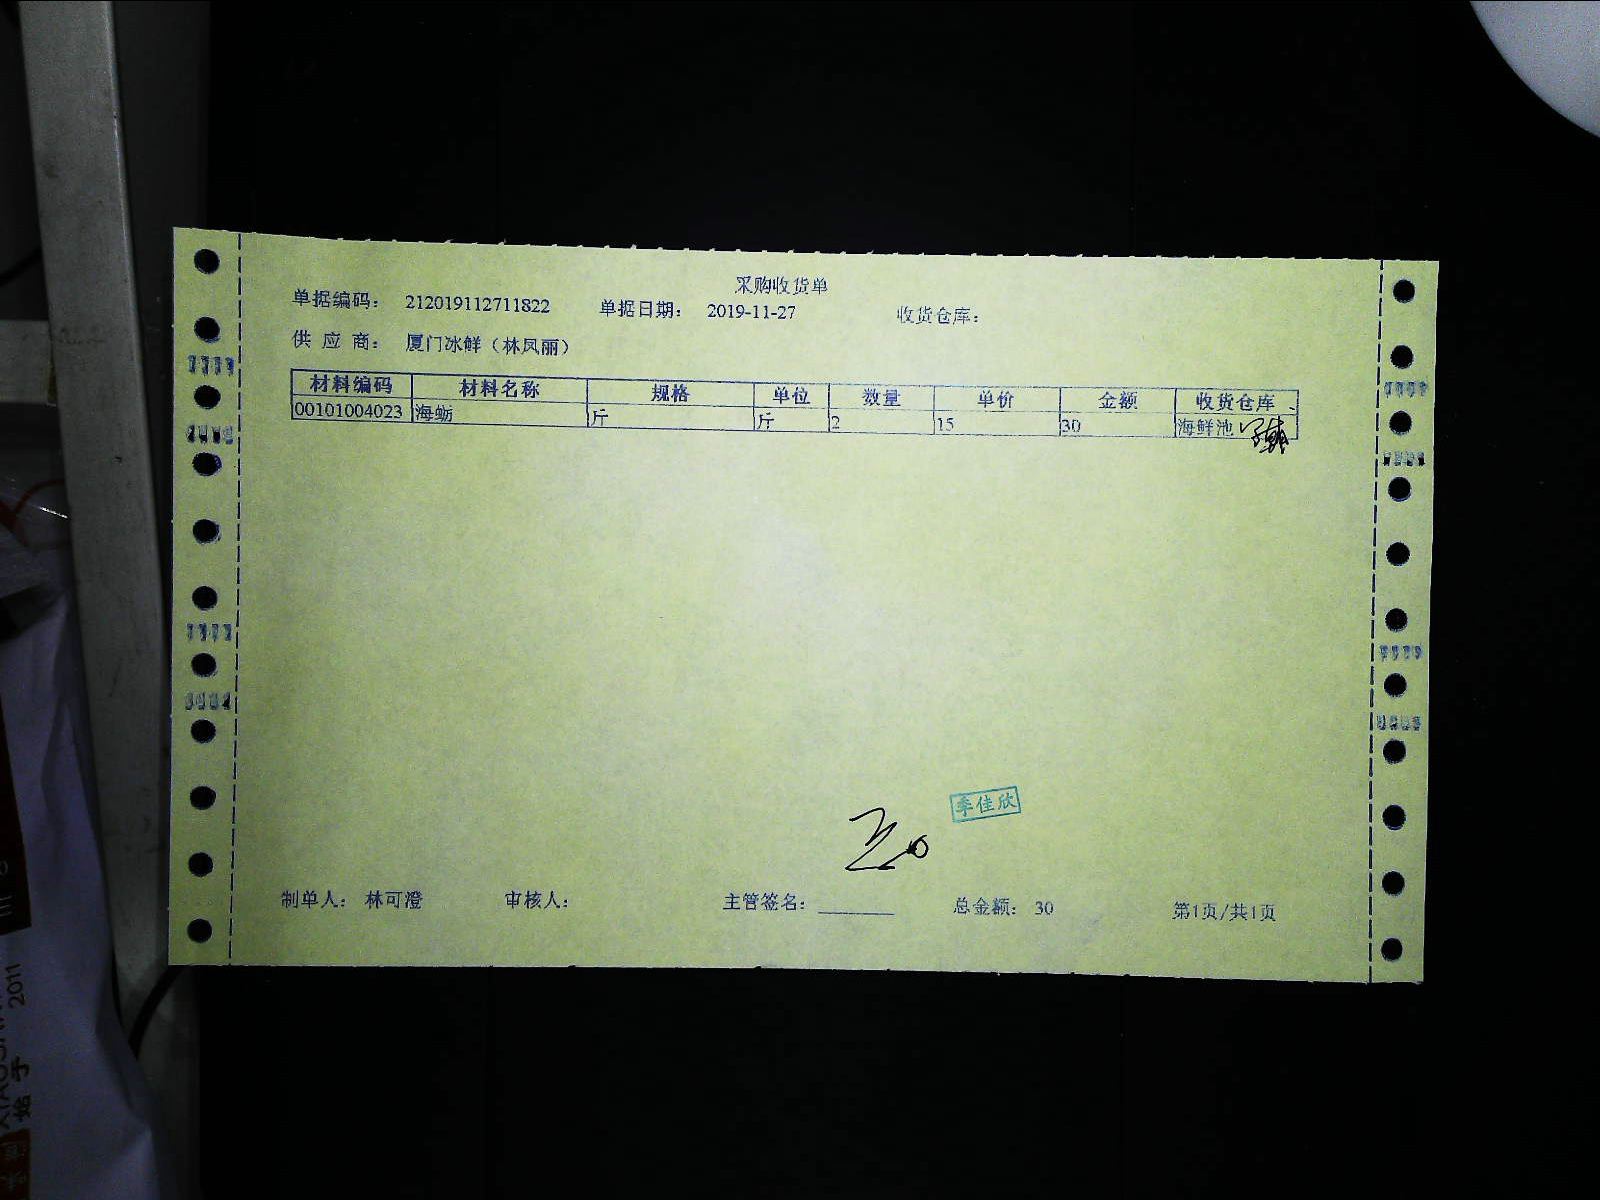 采购收货单
单据编码： 212019112711822 单据日期： 2019-11-27 收货仓库：
供 应 商： 厦门冰鲜（林凤丽）
材料编码 材料名称 规格 单位 数量 单价 金额 收货仓库
00101004023 海蛎 斤 斤 2 15 30 海鲜池
季佳欣
制单人： 林可澄 审核人： 主管签名：________ 总金额： 30 第1页/共1页
2011
始于